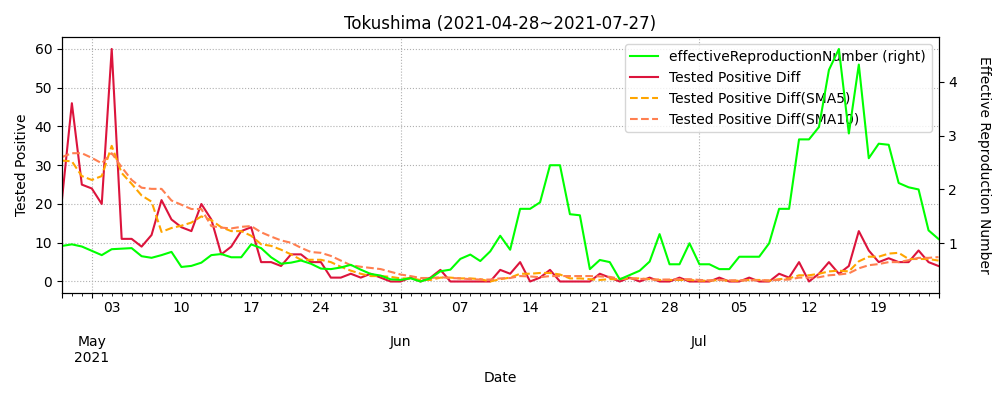 Tokushima (2021-04-28~2021-07-27)
effectiveReproductionNumber (right)
Tested Positive Diff
Tested Positive Diff(SMA5)
Tested Positive Diff(SMA10)
Tested Positive
60
50
40
30
20
10
0
4
3
2
1
Effective Reproduction Number
03 10 17 24 31 07 14 21 28 05 12 19
May Jun Jul
2021
Date